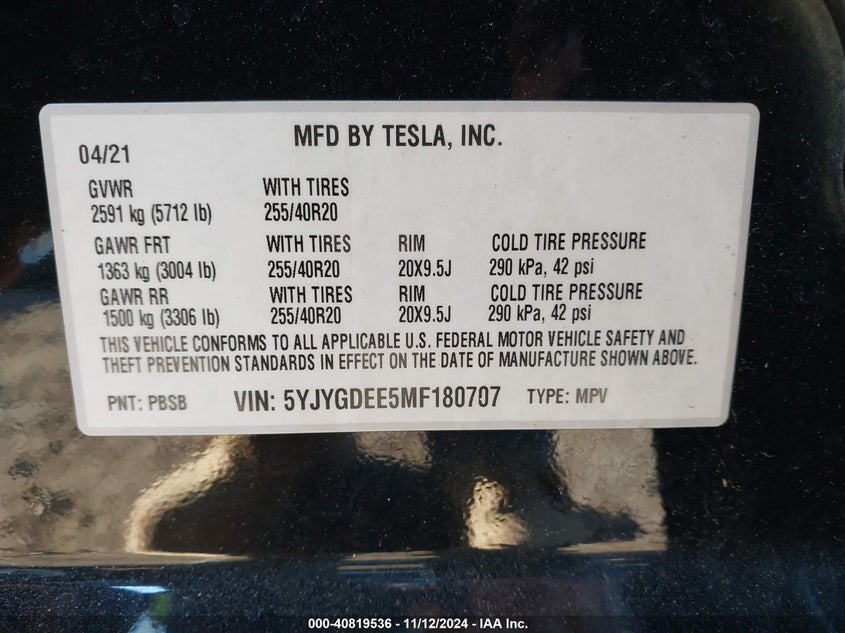 MFD BY TESLA, INC.
04/21
GVWR WITH TIRES
2591 kg (5712 lb) 255/40R20
GAWR FRT WITH TIRES RIM COLD TIRE PRESSURE
1363 kg (3004 lb) 255/40R20 20X9.5J 290 kPa, 42 psi
GAWR RR WITH TIRES RIM COLD TIRE PRESSURE
1500 kg (3306 lb) 255/40R20 20X9.5J 290 kPa, 42 psi
THIS VEHICLE CONFORMS TO ALL APPLICABLE U.S. FEDERAL MOTOR VEHICLE SAFETY AND
THEFT PREVENTION STANDARDS IN EFFECT ON THE DATE OF MANUFACTURE SHOWN ABOVE.
PNT: PBSB VIN: 5YJYGDEE5MF180707 TYPE: MPV
000-40819536 - 11/12/2024 - IAA Inc.